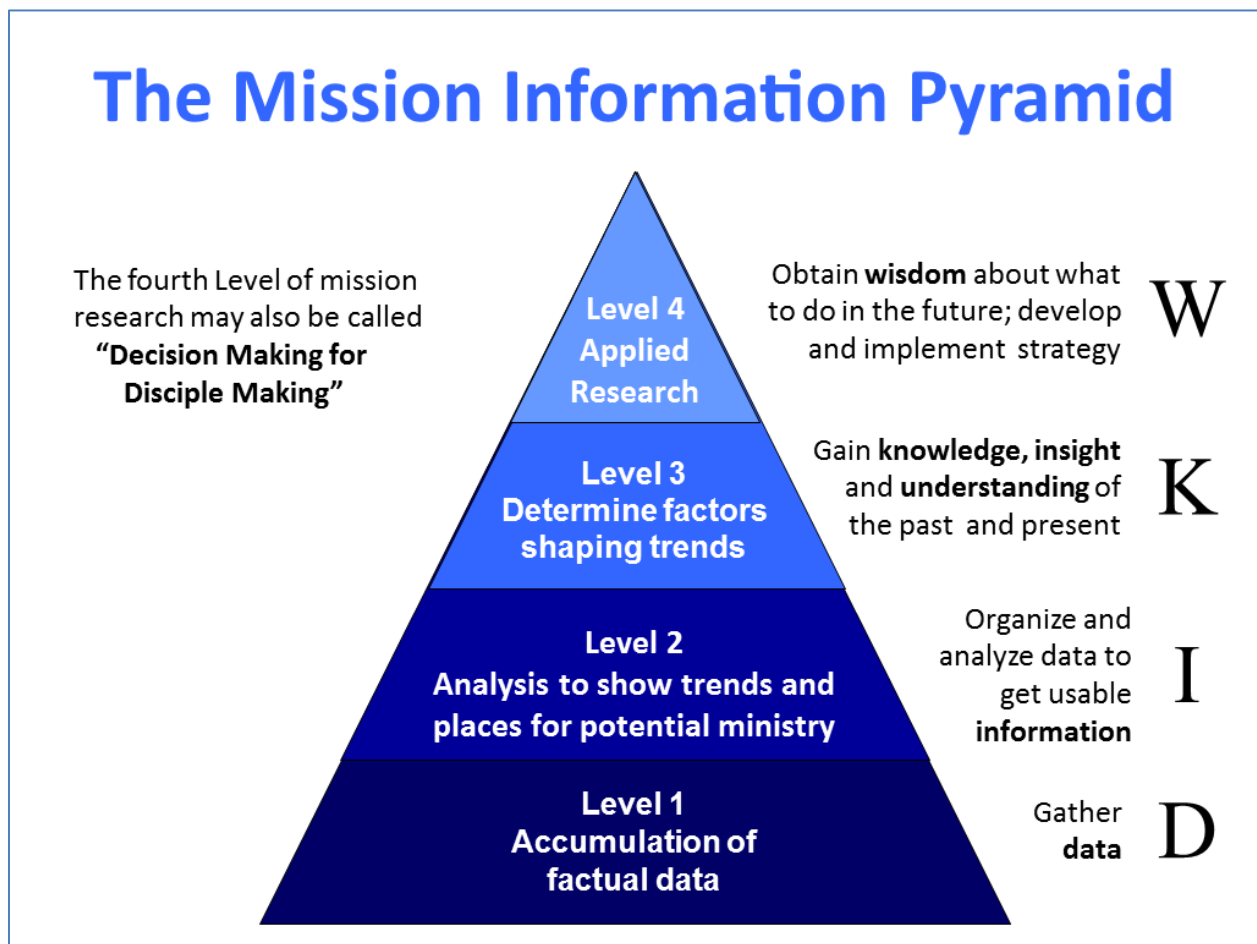 The Mission Information Pyramid
The fourth Level of mission
research may also be called
“Decision Making for
Disciple Making”
Level 4
Applied
Research
Obtain wisdom about what
to do in the future; develop
and implement strategy
W
Level 3
Determine factors
shaping trends
Gain knowledge, insight
and understanding of
the past and present
K
Level 2
Analysis to show trends and
places for potential ministry
Organize and
analyze data to
get usable
information
I
Level 1
Accumulation of
factual data
Gather
data
D